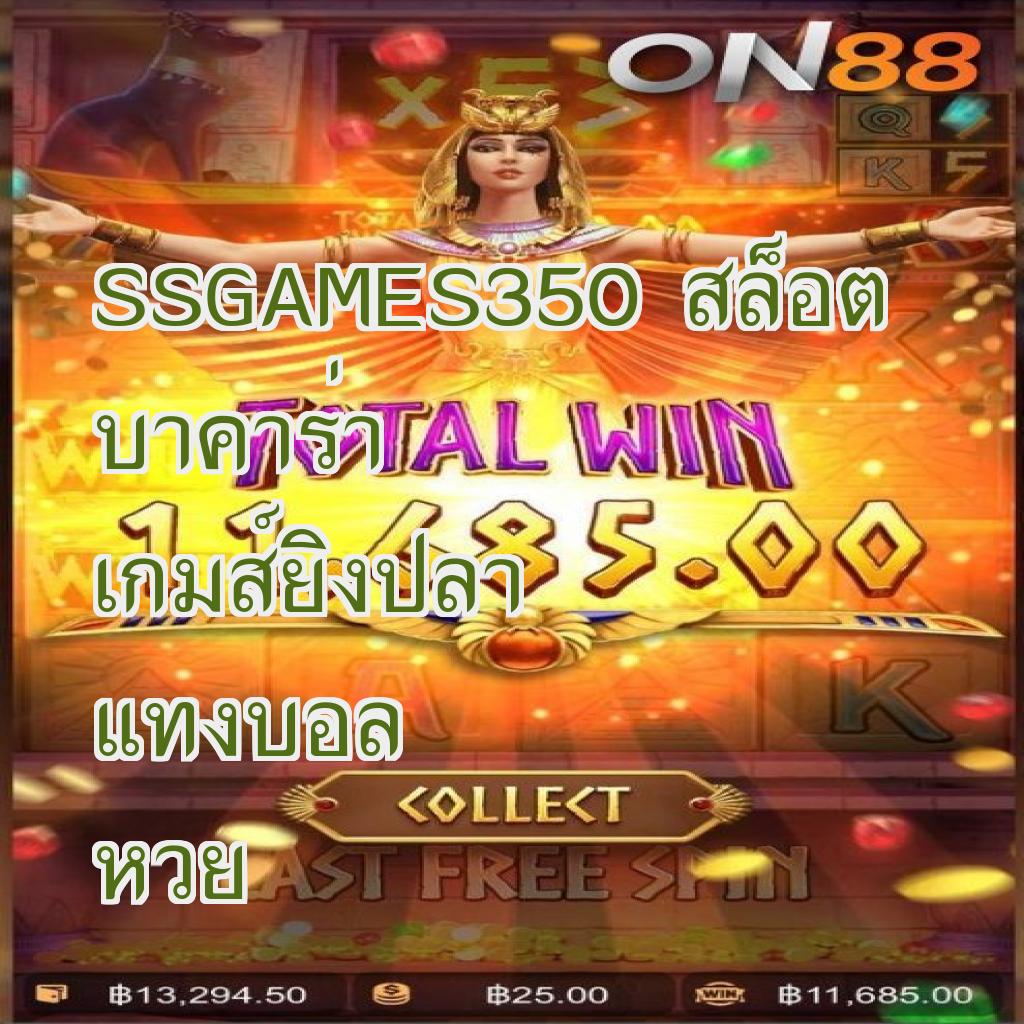 ON88
x53
Q
K
SSGAMES350 สล็อต
บาคาร่า
TOTAL WIN
11,685.00
เกมส์ยิงปลา
A
K
แทงบอล
COLLECT
LAST FREE SPIN
หวย
฿13,294.50
฿25.00
WIN
฿11,685.00